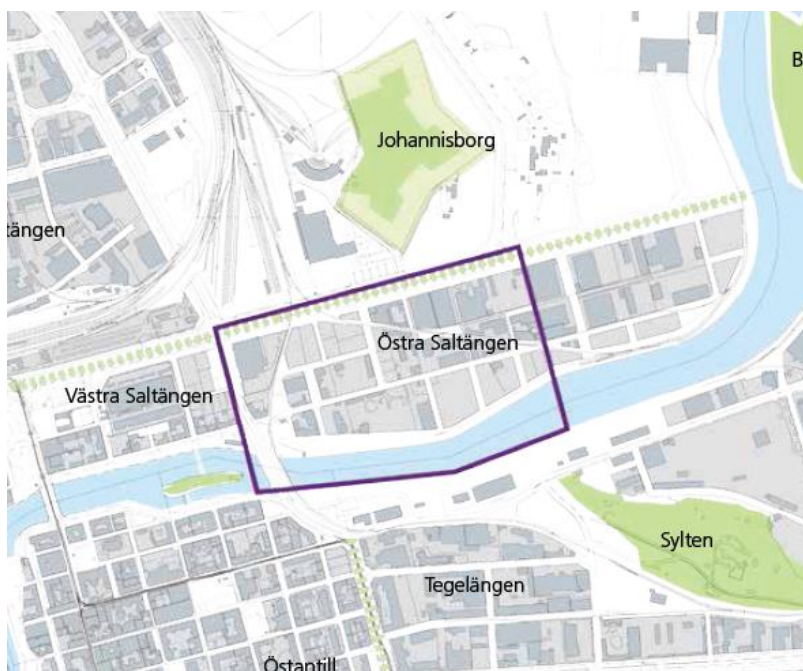 B
Johannisborg
tängen
Östra Saltängen
Västra Saltängen
Sylten
Tegelängen
Östantill